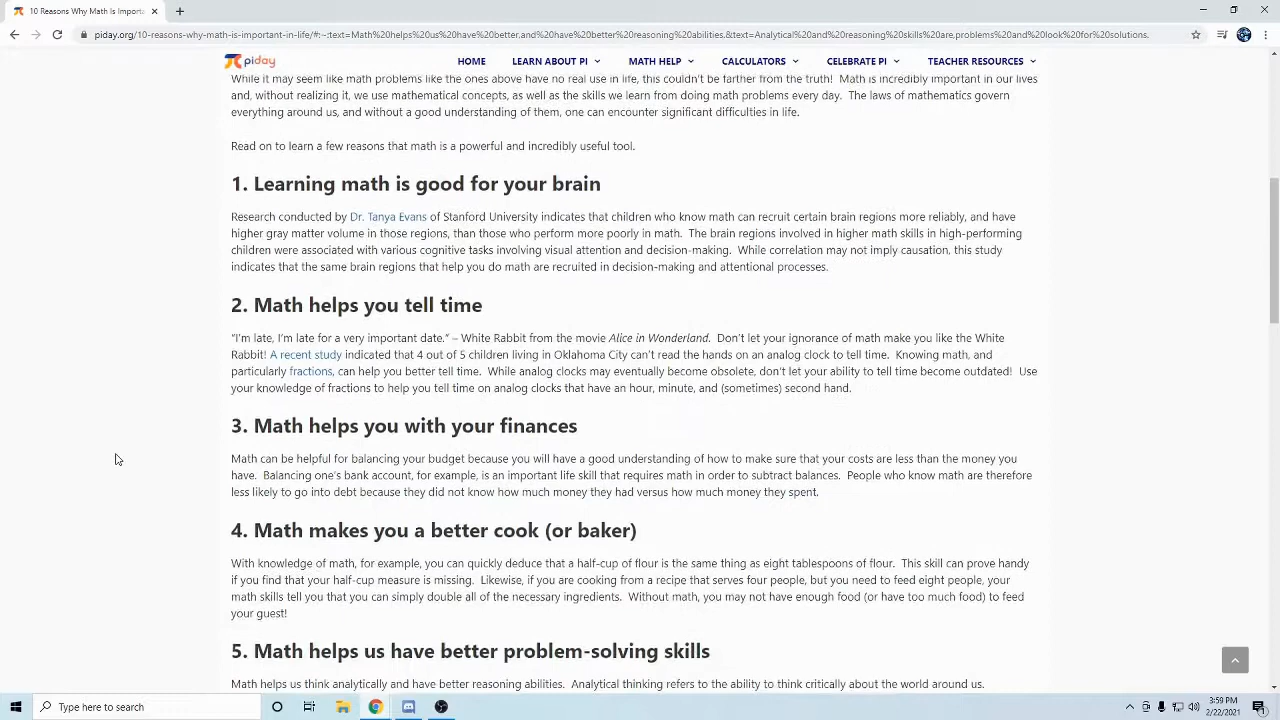 10 Reasons Why Math Is Importa
piday.org/10-reasons-why-math-is-important-in-life/#:~:text=Math%20helps%20us%20have%20better,and%20have%20better%20reasoning%20abilities.&text=Analytical%20and%20reasoning%20skills%20are,problems%20and%20look%20for%20solutions.
piday
HOME
LEARN ABOUT PI
MATH HELP
CALCULATORS
CELEBRATE PI
TEACHER RESOURCES
While it may seem like math problems like the ones above have no real use in life, this couldn't be farther from the truth!  Math is incredibly important in our lives
and, without realizing it, we use mathematical concepts, as well as the skills we learn from doing math problems every day.  The laws of mathematics govern
everything around us, and without a good understanding of them, one can encounter significant difficulties in life.
Read on to learn a few reasons that math is a powerful and incredibly useful tool.
1. Learning math is good for your brain
Research conducted by Dr. Tanya Evans of Stanford University indicates that children who know math can recruit certain brain regions more reliably, and have
higher gray matter volume in those regions, than those who perform more poorly in math.  The brain regions involved in higher math skills in high-performing
children were associated with various cognitive tasks involving visual attention and decision-making.  While correlation may not imply causation, this study
indicates that the same brain regions that help you do math are recruited in decision-making and attentional processes.
2. Math helps you tell time
“I'm late, I'm late for a very important date.” – White Rabbit from the movie Alice in Wonderland.  Don't let your ignorance of math make you like the White
Rabbit! A recent study indicated that 4 out of 5 children living in Oklahoma City can't read the hands on an analog clock to tell time.  Knowing math, and
particularly fractions, can help you better tell time.  While analog clocks may eventually become obsolete, don't let your ability to tell time become outdated!  Use
your knowledge of fractions to help you tell time on analog clocks that have an hour, minute, and (sometimes) second hand.
3. Math helps you with your finances
Math can be helpful for balancing your budget because you will have a good understanding of how to make sure that your costs are less than the money you
have.  Balancing one's bank account, for example, is an important life skill that requires math in order to subtract balances.  People who know math are therefore
less likely to go into debt because they did not know how much money they had versus how much money they spent.
4. Math makes you a better cook (or baker)
With knowledge of math, for example, you can quickly deduce that a half-cup of flour is the same thing as eight tablespoons of flour.  This skill can prove handy
if you find that your half-cup measure is missing.  Likewise, if you are cooking from a recipe that serves four people, but you need to feed eight people, your
math skills tell you that you can simply double all of the necessary ingredients.  Without math, you may not have enough food (or have too much food) to feed
your guest!
5. Math helps us have better problem-solving skills
Math helps us think analytically and have better reasoning abilities.  Analytical thinking refers to the ability to think critically about the world around us.
Type here to search
3:59 PM
2/22/2021